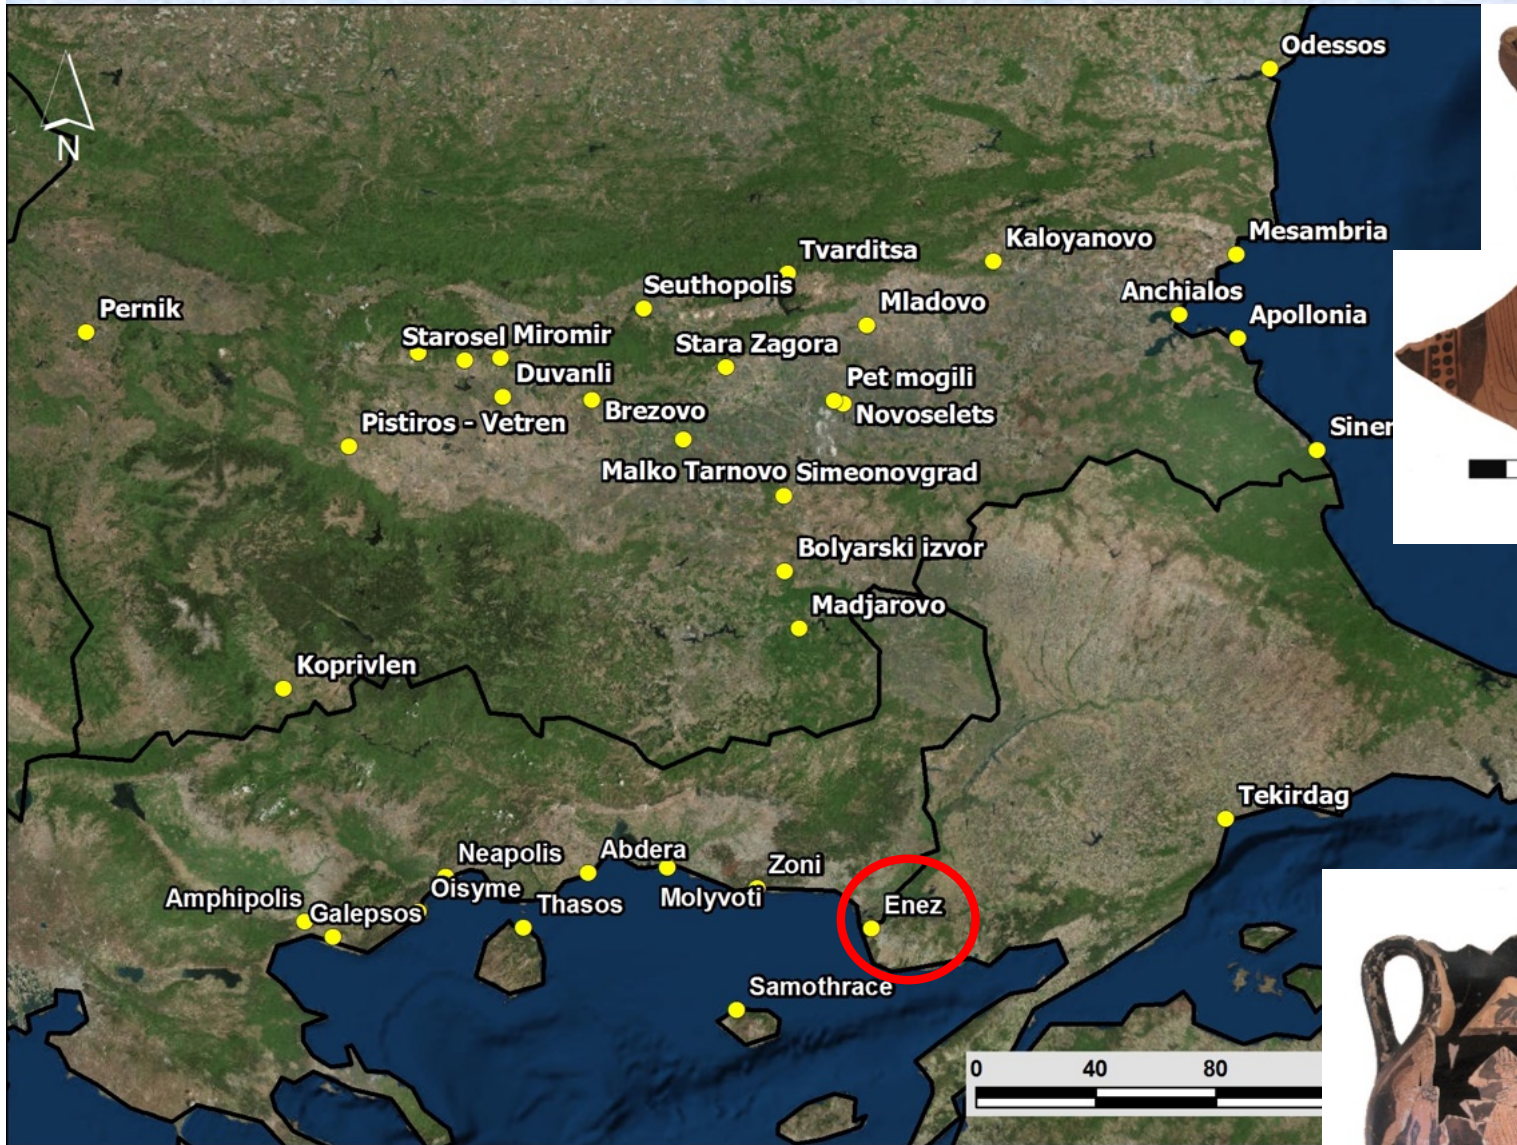 Odessos
N
Mesambria
Kaloyanovo
Tvarditsa
Seuthopolis
Anchialos
Mladovo
Pernik
Apollonia
Starosel Miromir
Stara Zagora
Duvanli
Pet mogili
Brezovo
Novoselets
Pistiros - Vetren
Malko Tarnovo Simeonovgrad
Bolyarski izvor
Madjarovo
Koprivlen
Tekirdag
Neapolis
Abdera
Zoni
Oisyme
Amphipolis
Galepsos
Thasos
Molyvoti
Enez
Samothrace
0 40 80